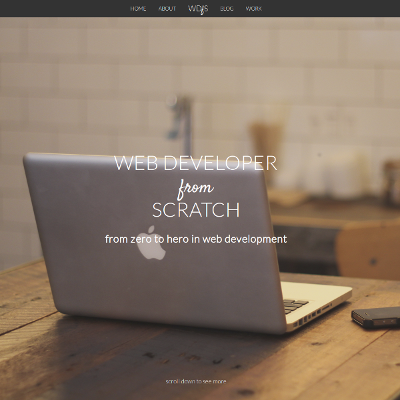 HOME ABOUT WDfS BLOG WORK
WEB DEVELOPER
from
SCRATCH
from zero to hero in web development
scroll down to see more